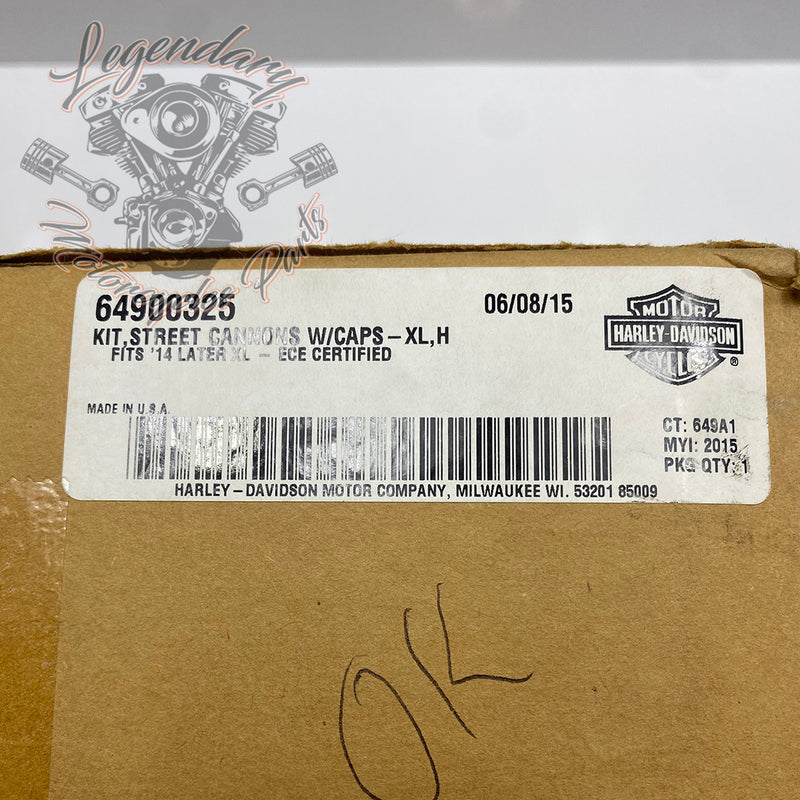 Legendary
Motorcycles Parts
64900325
06/08/15
KIT,STREET CANNONS W/CAPS – XL,H
FITS '14 LATER XL – ECE CERTIFIED
MOTOR
HARLEY-DAVIDSON
CYCLES
®
MADE IN U.S.A.
CT: 649A1
MYI: 2015
PKG QTY: 1
HARLEY – DAVIDSON MOTOR COMPANY, MILWAUKEE WI. 53201 85009
OK